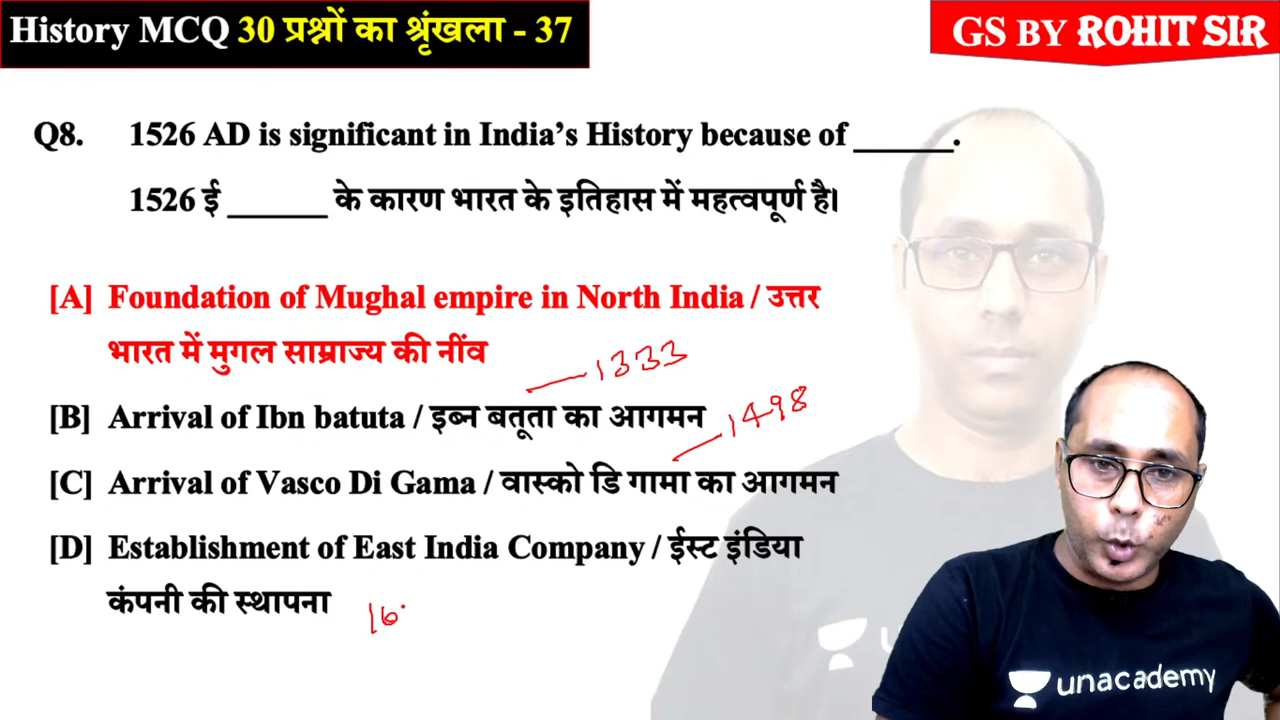 History MCQ 30 प्रश्नों का श्रृंखला - 37
GS BY ROHIT SIR
Q8. 1526 AD is significant in India's History because of ______.
1526 ई ______ के कारण भारत के इतिहास में महत्वपूर्ण है।
[A] Foundation of Mughal empire in North India / उत्तर
भारत में मुगल साम्राज्य की नींव
1333
[B] Arrival of Ibn batuta / इब्न बतूता का आगमन
1498
[C] Arrival of Vasco Di Gama / वास्को डि गामा का आगमन
[D] Establishment of East India Company / ईस्ट इंडिया
कंपनी की स्थापना
16
unacademy